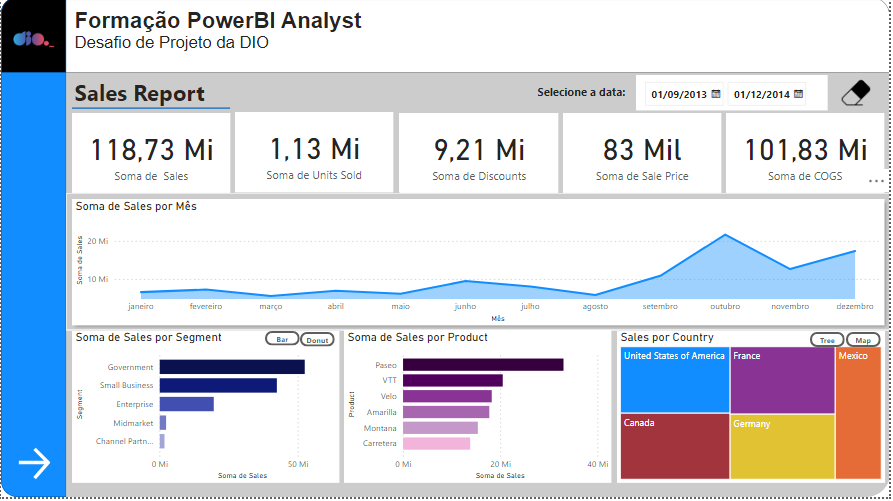 dio._
Formação PowerBI Analyst
Desafio de Projeto da DIO
Sales Report
Selecione a data:
01/09/2013
01/12/2014
118,73 Mi
Soma de Sales
1,13 Mi
Soma de Units Sold
9,21 Mi
Soma de Discounts
83 Mil
Soma de Sale Price
101,83 Mi
Soma de COGS
...
Soma de Sales por Mês
Soma de Sales
20 Mi
10 Mi
janeiro
fevereiro
março
abril
maio
junho
julho
agosto
setembro
outubro
novembro
dezembro
Mês
Soma de Sales por Segment
Bar
Donut
Segment
Government
Small Business
Enterprise
Midmarket
Channel Partn...
0 Mi
50 Mi
Soma de Sales
Soma de Sales por Product
Product
Paseo
VTT
Velo
Amarilla
Montana
Carretera
0 Mi
20 Mi
40 Mi
Soma de Sales
Sales por Country
Tree
Map
United States of America
France
Mexico
Canada
Germany